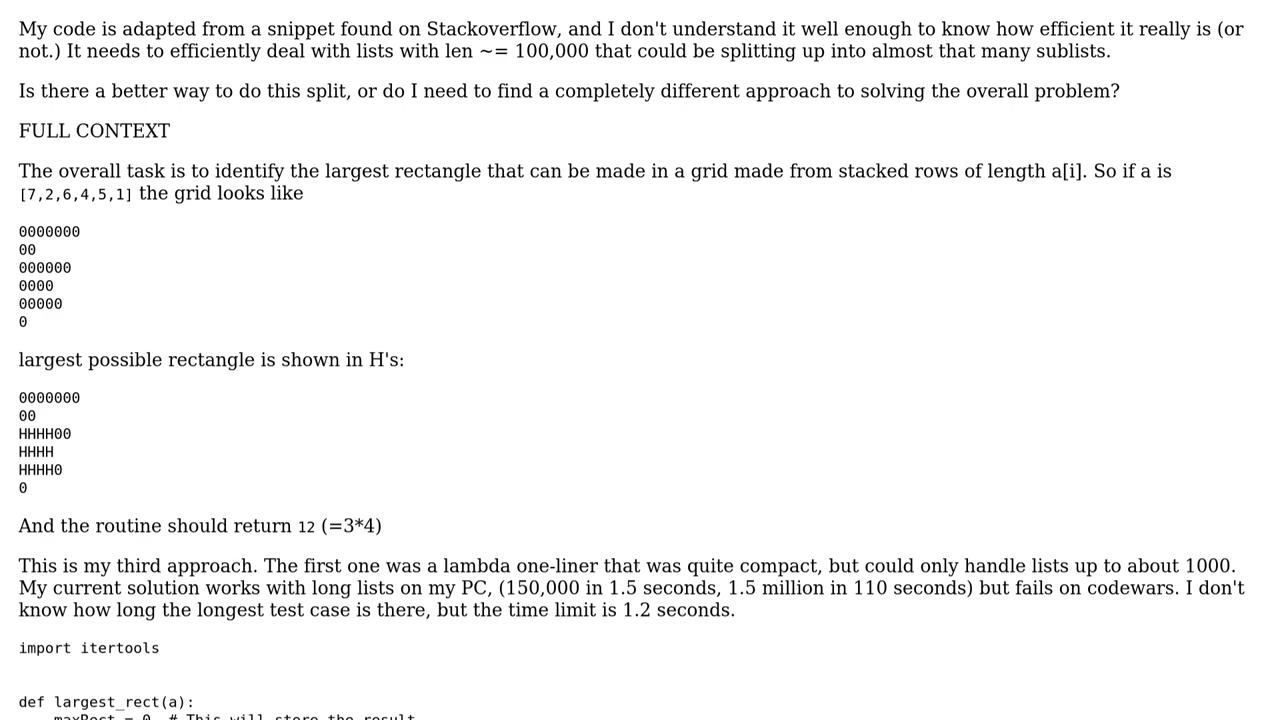 My code is adapted from a snippet found on Stackoverflow, and I don't understand it well enough to know how efficient it really is (or
not.) It needs to efficiently deal with lists with len ~= 100,000 that could be splitting up into almost that many sublists.
Is there a better way to do this split, or do I need to find a completely different approach to solving the overall problem?
FULL CONTEXT
The overall task is to identify the largest rectangle that can be made in a grid made from stacked rows of length a[i]. So if a is
[7,2,6,4,5,1] the grid looks like
0000000
00
000000
0000
00000
0
largest possible rectangle is shown in H's:
0000000
00
HHHH00
HHHH
HHHH0
0
And the routine should return 12 (=3*4)
This is my third approach. The first one was a lambda one-liner that was quite compact, but could only handle lists up to about 1000.
My current solution works with long lists on my PC, (150,000 in 1.5 seconds, 1.5 million in 110 seconds) but fails on codewars. I don't
know how long the longest test case is there, but the time limit is 1.2 seconds.
import itertools
def largest_rect(a):
maxRect = 0  # This will store the result